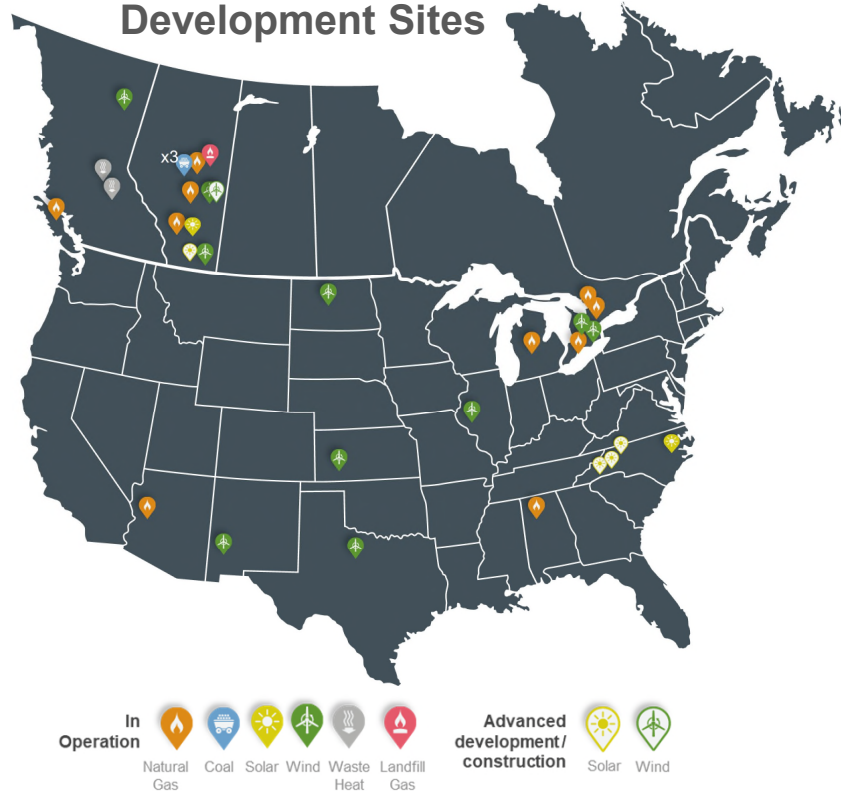 Development Sites
x3
In
Operation
Natural
Gas
Coal
Solar
Wind
Waste
Heat
Landfill
Gas
Advanced
development/
construction
Solar
Wind